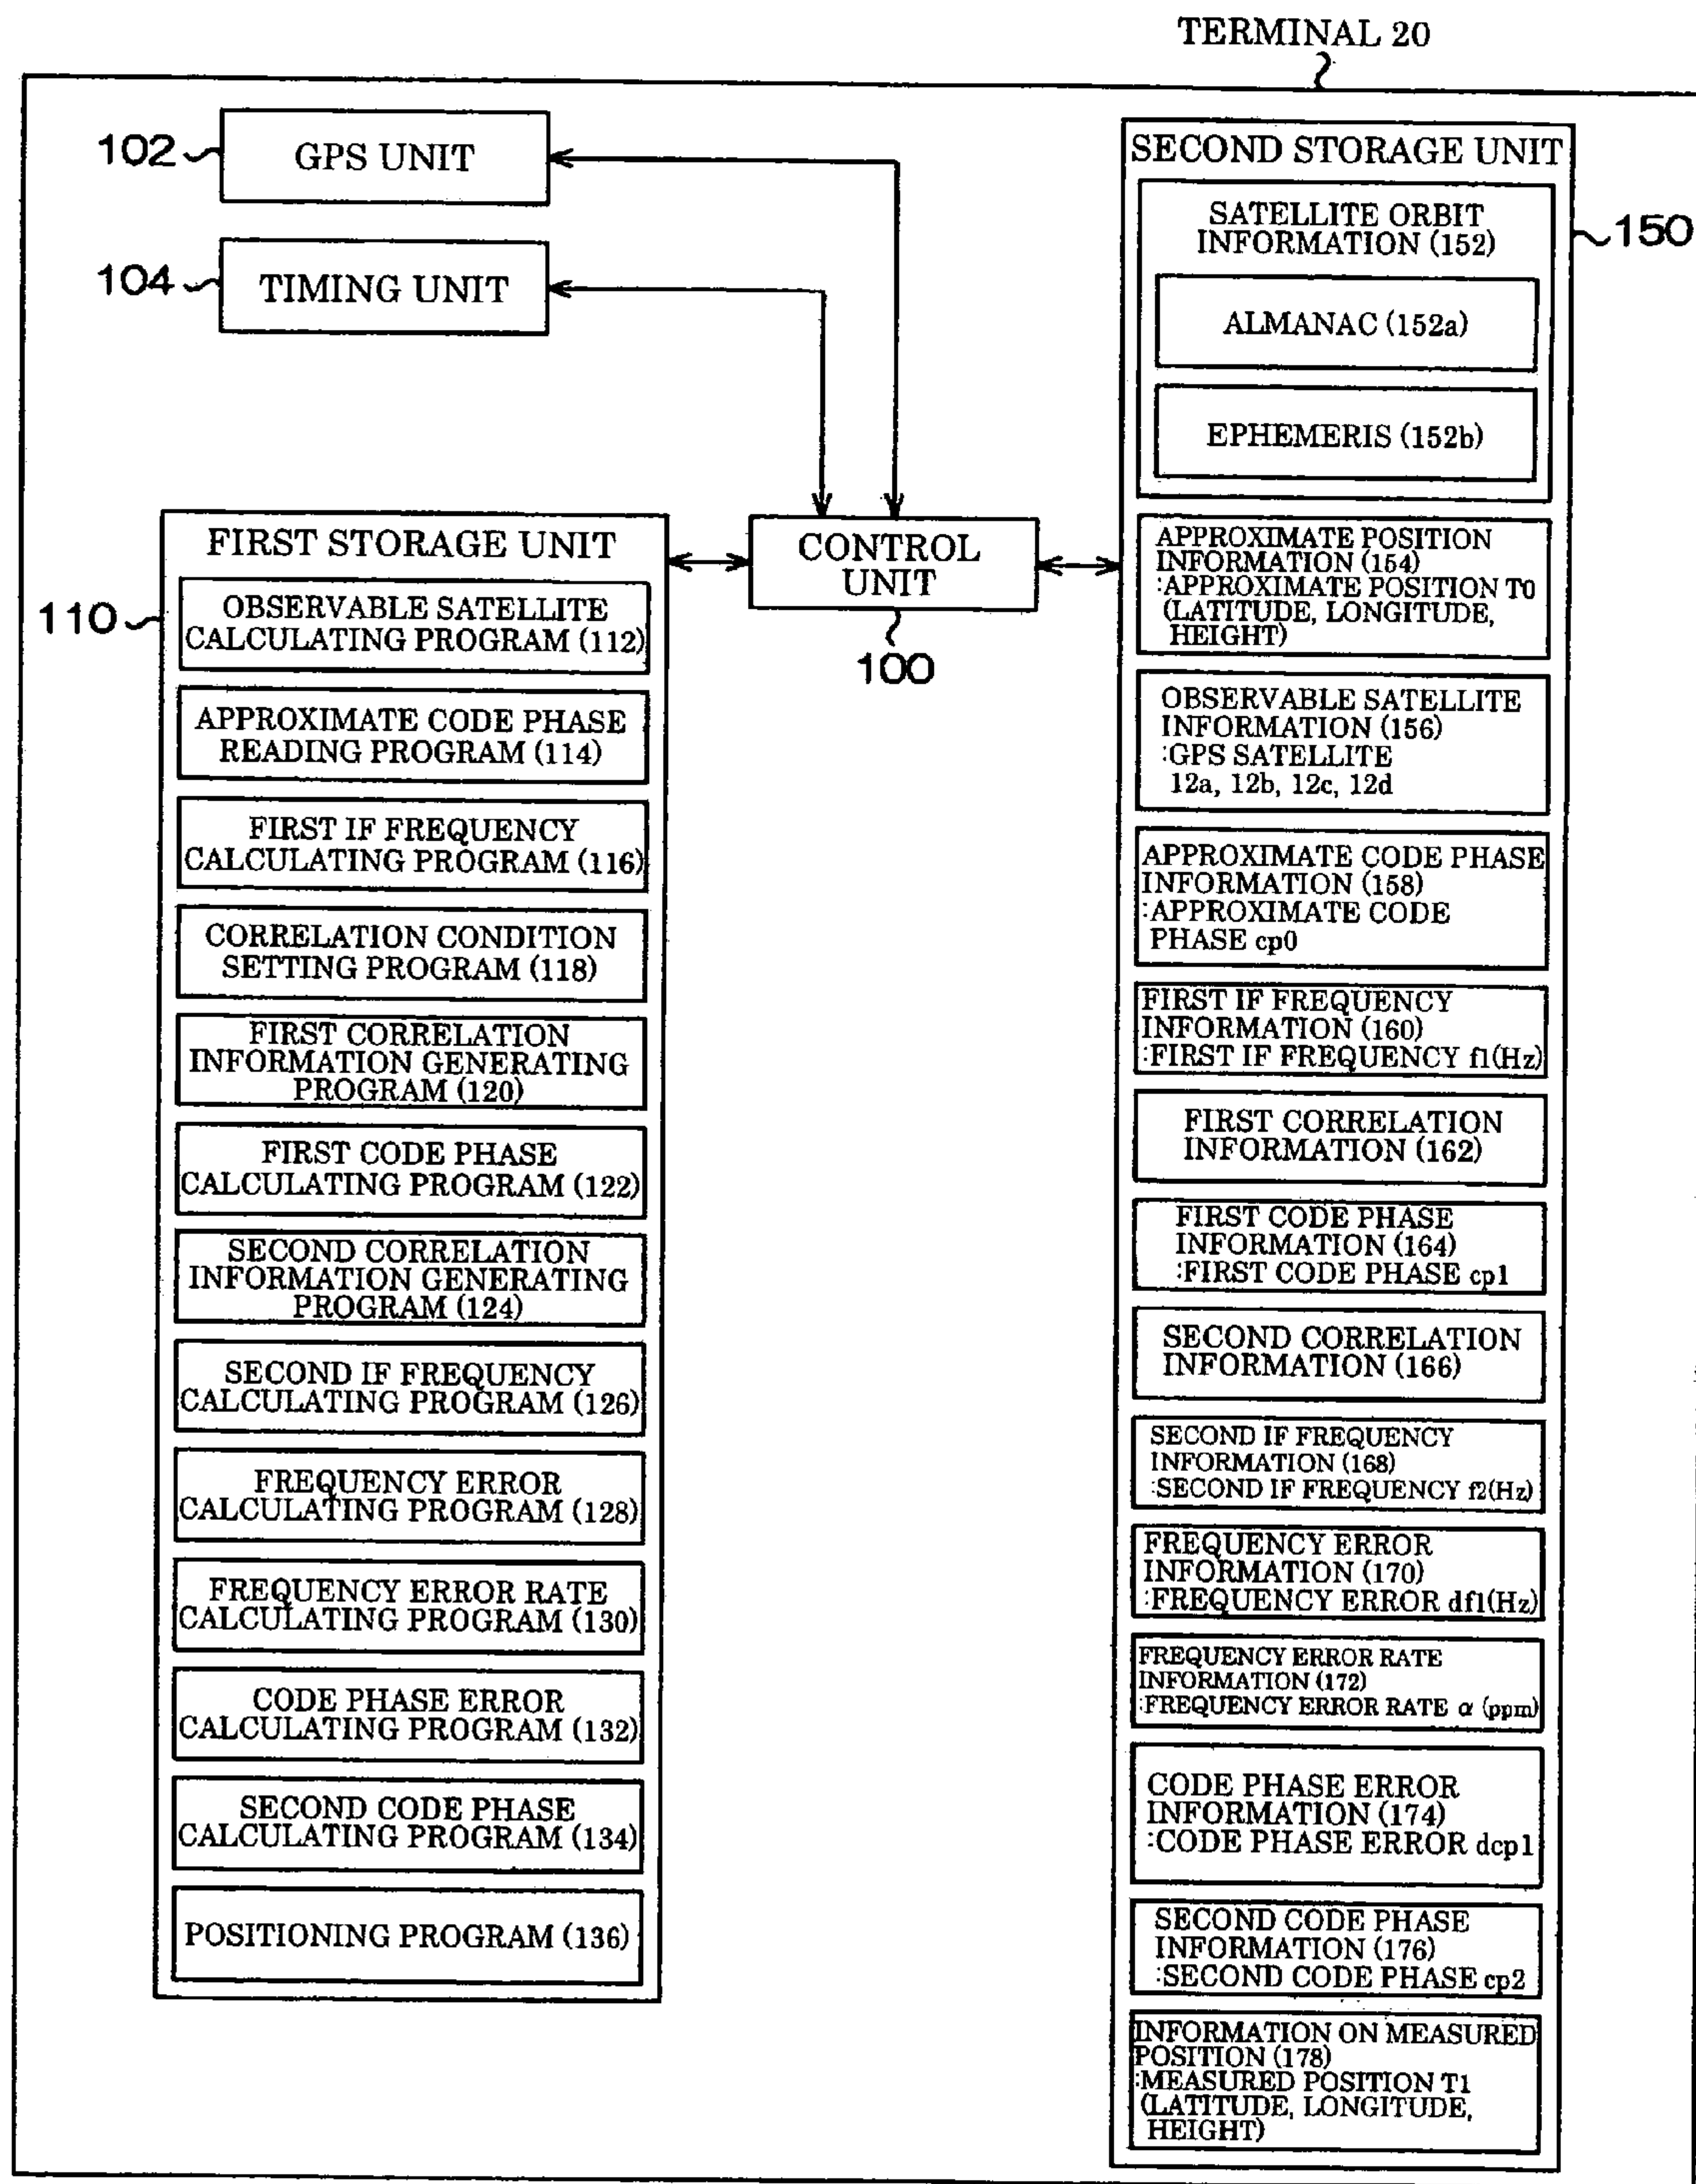 TERMINAL 20
102
GPS UNIT
104
TIMING UNIT
CONTROL
UNIT
100
FIRST STORAGE UNIT
110
OBSERVABLE SATELLITE
CALCULATING PROGRAM (112)
APPROXIMATE CODE PHASE
READING PROGRAM (114)
FIRST IF FREQUENCY
CALCULATING PROGRAM (116)
CORRELATION CONDITION
SETTING PROGRAM (118)
FIRST CORRELATION
INFORMATION GENERATING
PROGRAM (120)
FIRST CODE PHASE
CALCULATING PROGRAM (122)
SECOND CORRELATION
INFORMATION GENERATING
PROGRAM (124)
SECOND IF FREQUENCY
CALCULATING PROGRAM (126)
FREQUENCY ERROR
CALCULATING PROGRAM (128)
FREQUENCY ERROR RATE
CALCULATING PROGRAM (130)
CODE PHASE ERROR
CALCULATING PROGRAM (132)
SECOND CODE PHASE
CALCULATING PROGRAM (134)
POSITIONING PROGRAM (136)
SECOND STORAGE UNIT
150
SATELLITE ORBIT
INFORMATION (152)
ALMANAC (152a)
EPHEMERIS (152b)
APPROXIMATE POSITION
INFORMATION (154)
:APPROXIMATE POSITION T0
(LATITUDE, LONGITUDE,
HEIGHT)
OBSERVABLE SATELLITE
INFORMATION (156)
:GPS SATELLITE
12a, 12b, 12c, 12d
APPROXIMATE CODE PHASE
INFORMATION (158)
:APPROXIMATE CODE
PHASE cp0
FIRST IF FREQUENCY
INFORMATION (160)
:FIRST IF FREQUENCY f1(Hz)
FIRST CORRELATION
INFORMATION (162)
FIRST CODE PHASE
INFORMATION (164)
:FIRST CODE PHASE cp1
SECOND CORRELATION
INFORMATION (166)
SECOND IF FREQUENCY
INFORMATION (168)
:SECOND IF FREQUENCY f2(Hz)
FREQUENCY ERROR
INFORMATION (170)
:FREQUENCY ERROR df1(Hz)
FREQUENCY ERROR RATE
INFORMATION (172)
:FREQUENCY ERROR RATE α (ppm)
CODE PHASE ERROR
INFORMATION (174)
:CODE PHASE ERROR dcp1
SECOND CODE PHASE
INFORMATION (176)
:SECOND CODE PHASE cp2
INFORMATION ON MEASURED
POSITION (178)
:MEASURED POSITION T1
(LATITUDE, LONGITUDE,
HEIGHT)